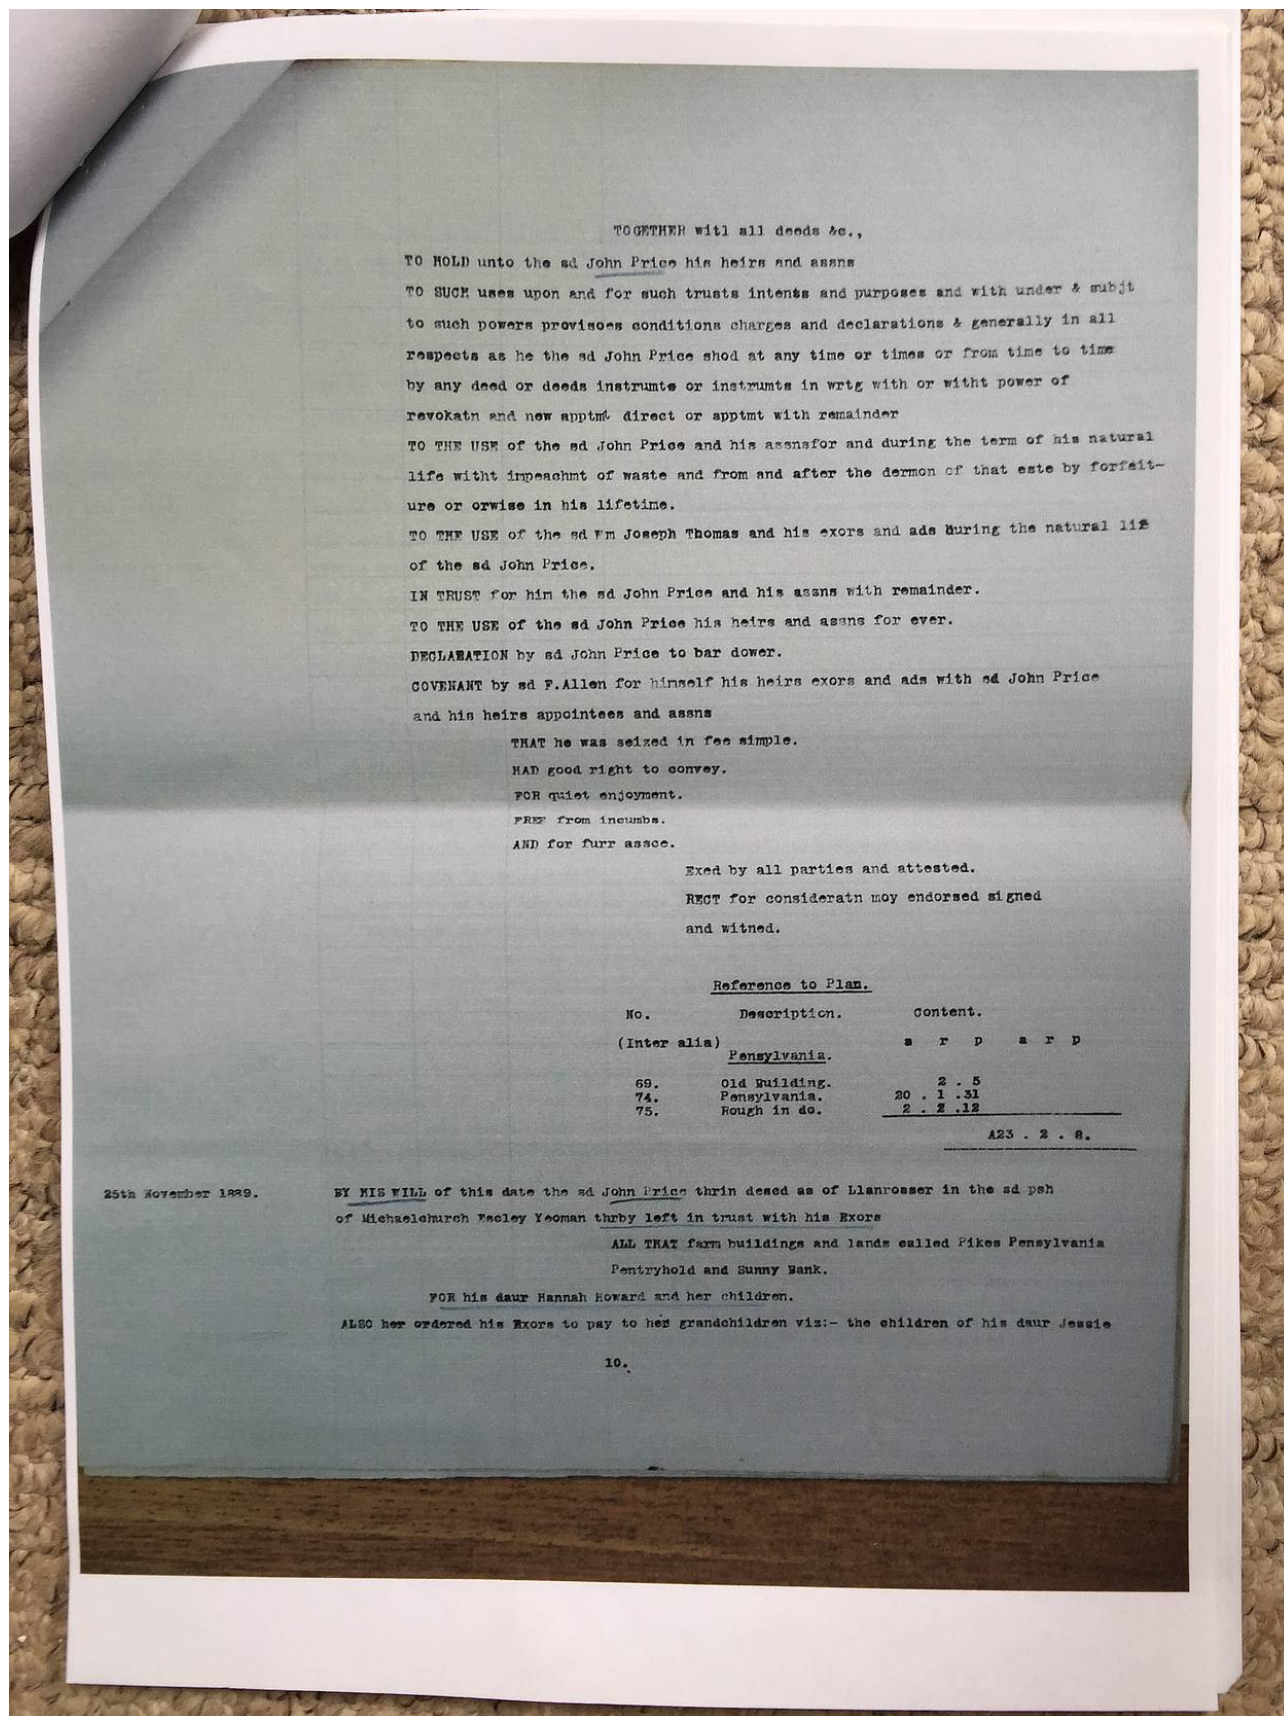 TOGETHER witl all deeds &c.,
TO HOLD unto the sd John Price his heirs and assns
TO SUCH uses upon and for such trusts intents and purposes and with under & subjt
to such powers provisoes conditions charges and declarations & generally in all
respects as he the sd John Price shod at any time or times or from time to time
by any deed or deeds instrumts or instrumts in wrtg with or witht power of
revokatn and new apptmt direct or apptmt with remainder
TO THE USE of the sd John Price and his assnsfor and during the term of his natural
life witht impeachmt of waste and from and after the dermon of that este by forfeit-
ure or orwise in his lifetime.
TO THE USE of the sd Wm Joseph Thomas and his exors and ads during the natural lif
of the sd John Price.
IN TRUST for him the sd John Price and his assns with remainder.
TO THE USE of the sd John Price his heirs and assns for ever.
DECLARATION by sd John Price to bar dower.
COVENANT by sd F.Allen for himself his heirs exors and ads with sd John Price
and his heirs appointees and assns
THAT he was seized in fee simple.
HAD good right to convey.
FOR quiet enjoyment.
FREE from incumbs.
AND for furr assce.
Exed by all parties and attested.
RECT for consideratn moy endorsed signed
and witned.
Reference to Plan.
No. Description. Content.
(Inter alia) a r p a r p
Pensylvania.
69. Old Building. 2 . 5
74. Pensylvania. 20 . 1 .31
75. Rough in do. 2 . 2 .12
A23 . 2 . 8.
25th November 1889. BY HIS WILL of this date the sd John Price thrin desed as of Llanrosser in the sd psh
of Michaelchurch Escley Yeoman thrby left in trust with his Exors
ALL THAT farm buildings and lands called Pikes Pensylvania
Pentryhold and Sunny Bank.
FOR his daur Hannah Howard and her children.
ALSO her ordered his Exors to pay to her grandchildren viz:- the children of his daur Jessie
10.